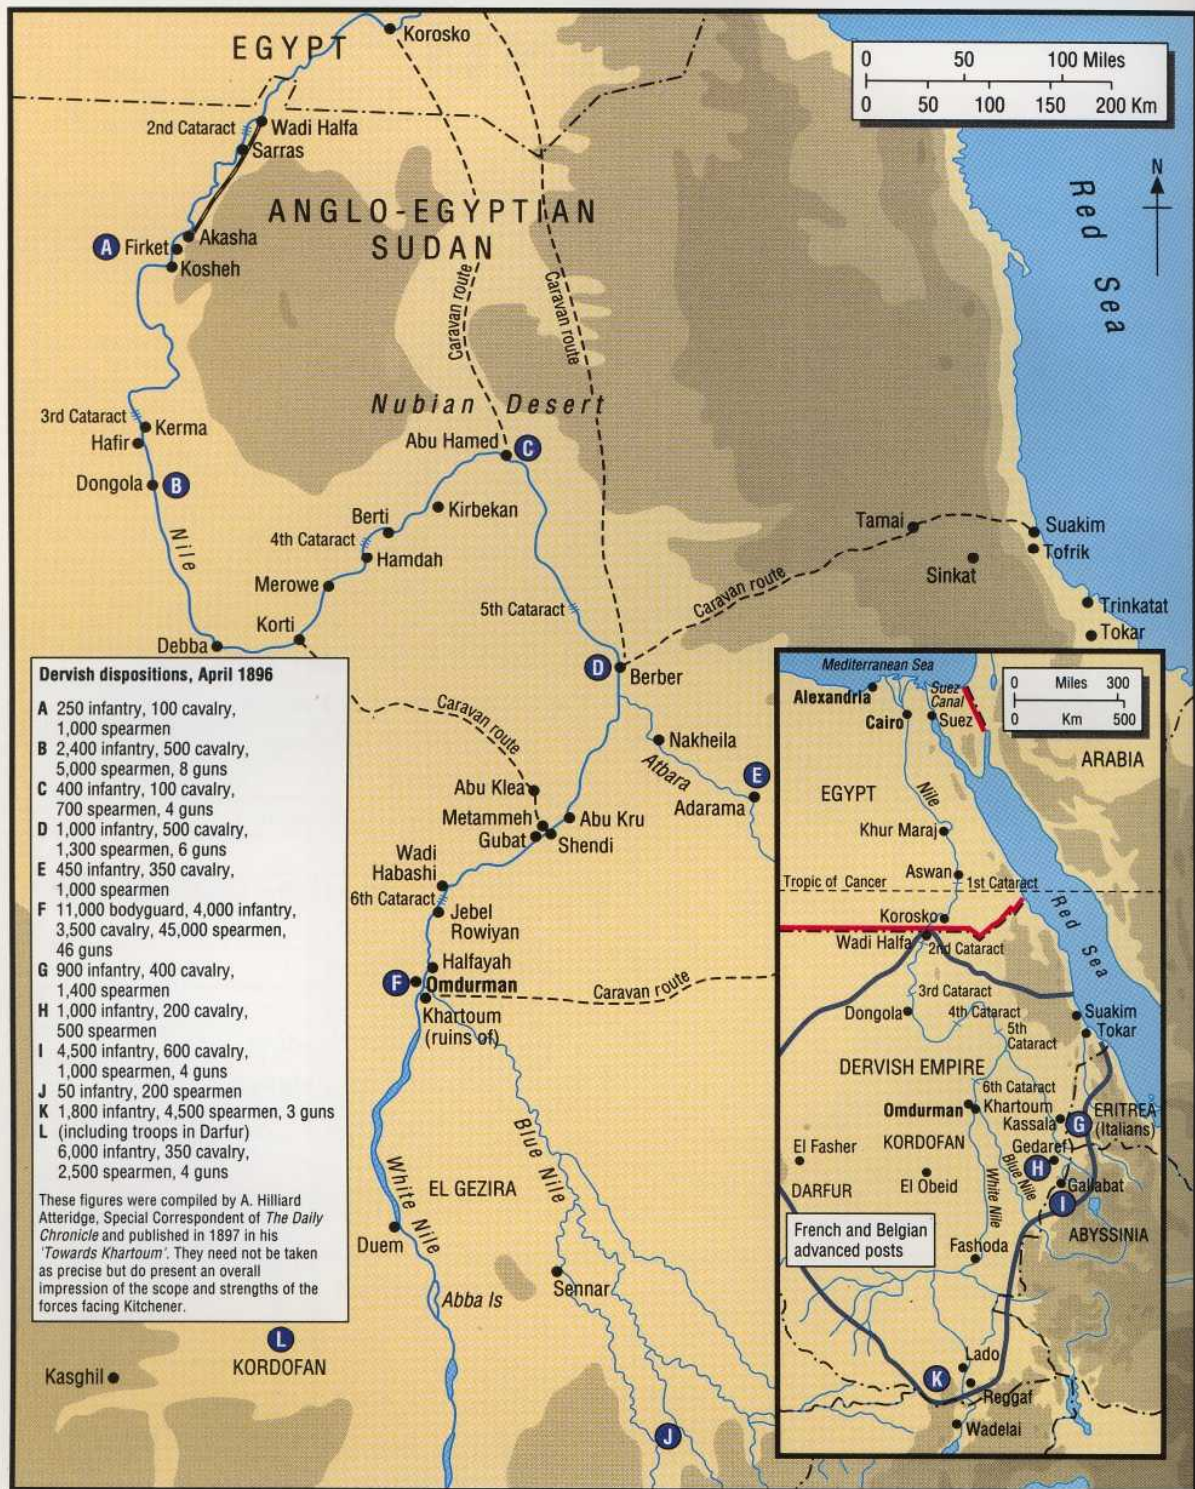 EGYPT
Korosko
0 50 100 Miles
0 50 100 150 200 Km
2nd Cataract
Wadi Halfa
Sarras
N
Red Sea
ANGLO-EGYPTIAN
SUDAN
A
Firket
Akasha
Kosheh
Caravan route
Caravan route
Nubian Desert
3rd Cataract
Kerma
Hafir
Abu Hamed
C
Dongola
B
Kirbekan
Nile
Berti
4th Cataract
Hamdah
Merowe
Tamai
Suakim
Tofrik
Sinkat
5th Cataract
Caravan route
Trinkatat
Tokar
Korti
Debba
D
Berber
Dervish dispositions, April 1896
A 250 infantry, 100 cavalry,
1,000 spearmen
B 2,400 infantry, 500 cavalry,
5,000 spearmen, 8 guns
C 400 infantry, 100 cavalry,
700 spearmen, 4 guns
D 1,000 infantry, 500 cavalry,
1,300 spearmen, 6 guns
E 450 infantry, 350 cavalry,
1,000 spearmen
F 11,000 bodyguard, 4,000 infantry,
3,500 cavalry, 45,000 spearmen,
46 guns
G 900 infantry, 400 cavalry,
1,400 spearmen
H 1,000 infantry, 200 cavalry,
500 spearmen
I 4,500 infantry, 600 cavalry,
1,000 spearmen, 4 guns
J 50 infantry, 200 spearmen
K 1,800 infantry, 4,500 spearmen, 3 guns
L (including troops in Darfur)
6,000 infantry, 350 cavalry,
2,500 spearmen, 4 guns
These figures were compiled by A. Hilliard
Atteridge, Special Correspondent of The Daily
Chronicle and published in 1897 in his
'Towards Khartoum'. They need not be taken
as precise but do present an overall
impression of the scope and strengths of the
forces facing Kitchener.
Caravan route
Nakheila
Atbara
E
Adarama
Abu Klea
Metammeh
Gubat
Abu Kru
Shendi
Wadi
Habashi
6th Cataract
Jebel
Rowiyan
Halfayah
F
Omdurman
Khartoum
(ruins of)
Caravan route
Blue Nile
White Nile
EL GEZIRA
Duem
Sennar
Abba Is
L
KORDOFAN
Kasghil
J
Mediterranean Sea
0 Miles 300
0 Km 500
Alexandria
Suez
Canal
Cairo
Suez
ARABIA
EGYPT
Nile
Khur Maraj
Aswan
1st Cataract
Tropic of Cancer
Korosko
Red Sea
Wadi Halfa
2nd Cataract
3rd Cataract
Dongola
4th Cataract
5th
Cataract
Suakim
Tokar
DERVISH EMPIRE
6th Cataract
Omdurman
Khartoum
Kassala
G
ERITREA
(Italians)
El Fasher
KORDOFAN
Gedaref
H
Blue Nile
DARFUR
El Obeid
White Nile
Gallabat
I
French and Belgian
advanced posts
ABYSSINIA
Fashoda
Lado
K
Reggaf
Wadelai